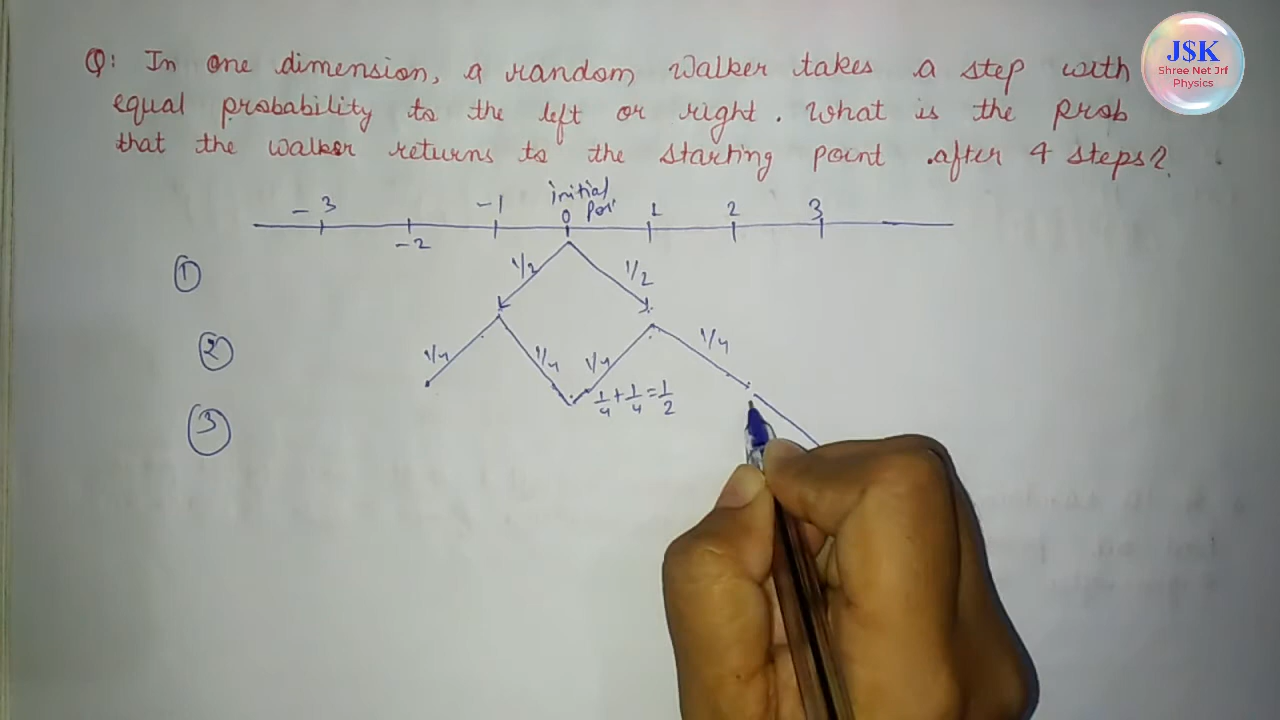 J$K
Shree Net Jrf
Physics
Q: In one dimension, a random walker takes a step with
equal probability to the left or right. What is the prob
that the walker returns to the starting point after 4 steps?
initial
-3 -2 -1 0 1 2 3
1
1/2 1/2
2
1/4 1/4 1/4 1/4
1/4 + 1/4 = 1/2
3